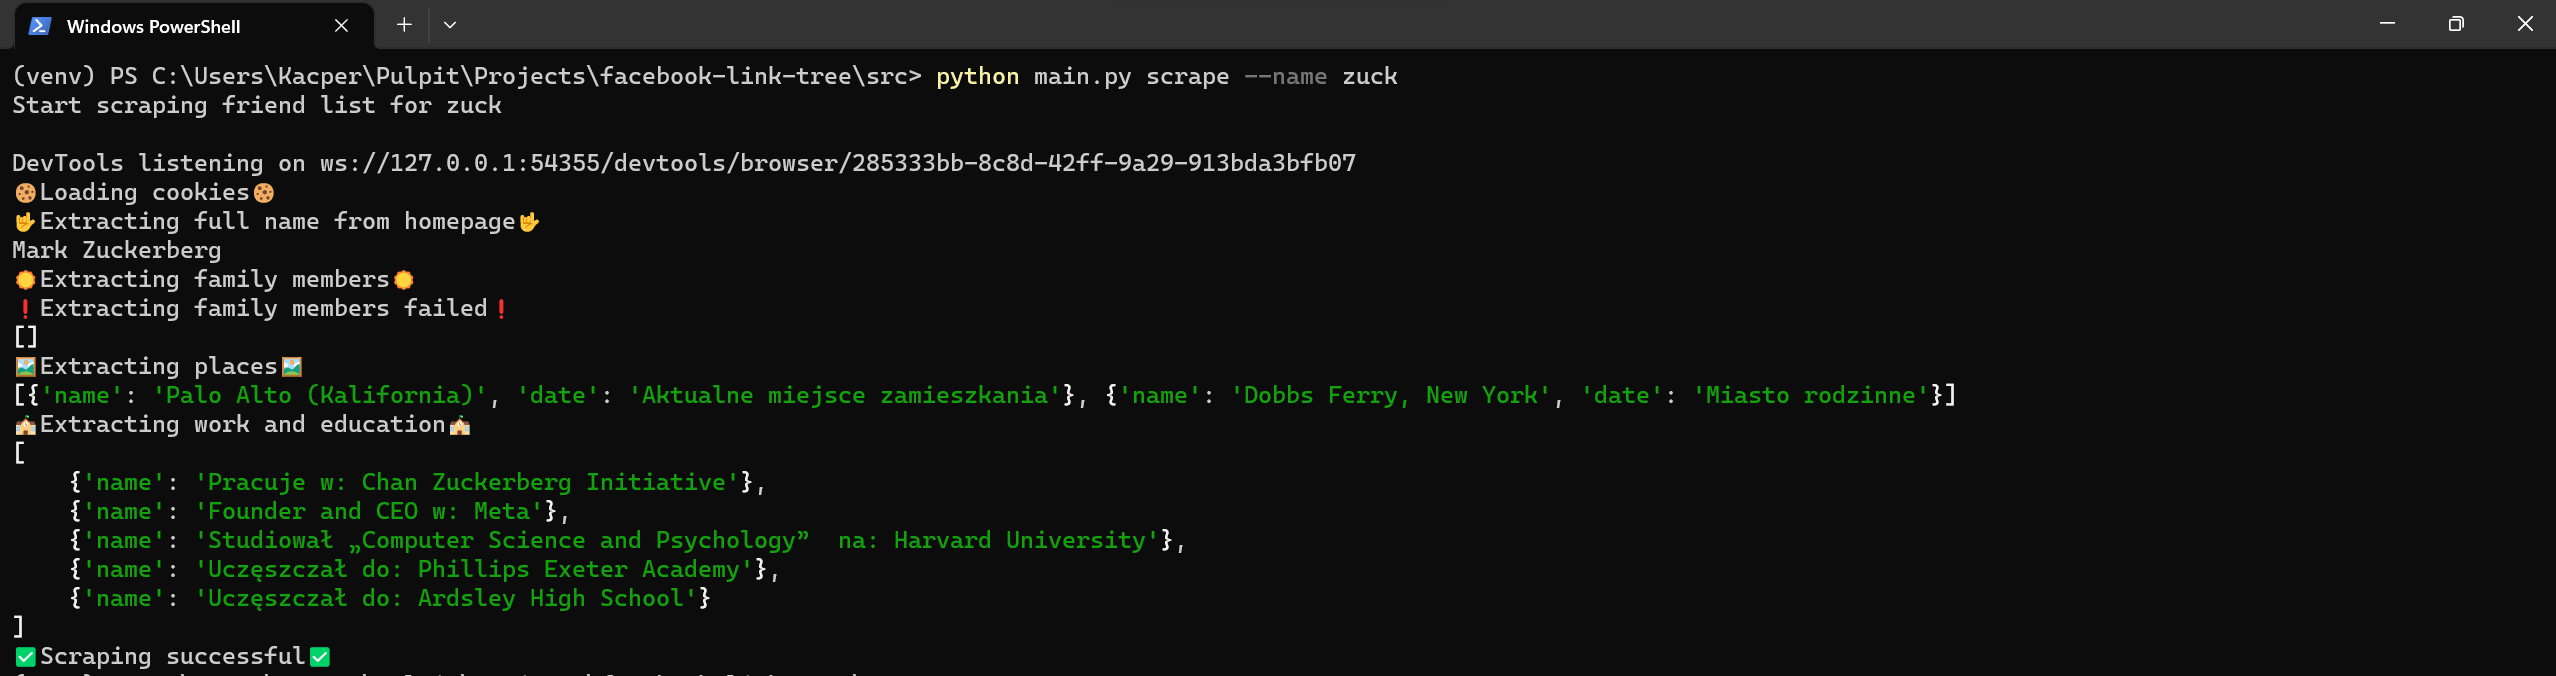 Windows PowerShell
(venv) PS C:\Users\Kacper\Pulpit\Projects\facebook-link-tree\src> python main.py scrape --name zuck
Start scraping friend list for zuck
DevTools listening on ws://127.0.0.1:54355/devtools/browser/285333bb-8c8d-42ff-9a29-913bda3bfb07
🍪Loading cookies🍪
🤟Extracting full name from homepage🤟
Mark Zuckerberg
🌞Extracting family members🌞
❗Extracting family members failed❗
[]
🖼️Extracting places🖼️
[{'name': 'Palo Alto (Kalifornia)', 'date': 'Aktualne miejsce zamieszkania'}, {'name': 'Dobbs Ferry, New York', 'date': 'Miasto rodzinne'}]
🏫Extracting work and education🏫
[
    {'name': 'Pracuje w: Chan Zuckerberg Initiative'},
    {'name': 'Founder and CEO w: Meta'},
    {'name': 'Studiował „Computer Science and Psychology”  na: Harvard University'},
    {'name': 'Uczęszczał do: Phillips Exeter Academy'},
    {'name': 'Uczęszczał do: Ardsley High School'}
]
✅Scraping successful✅